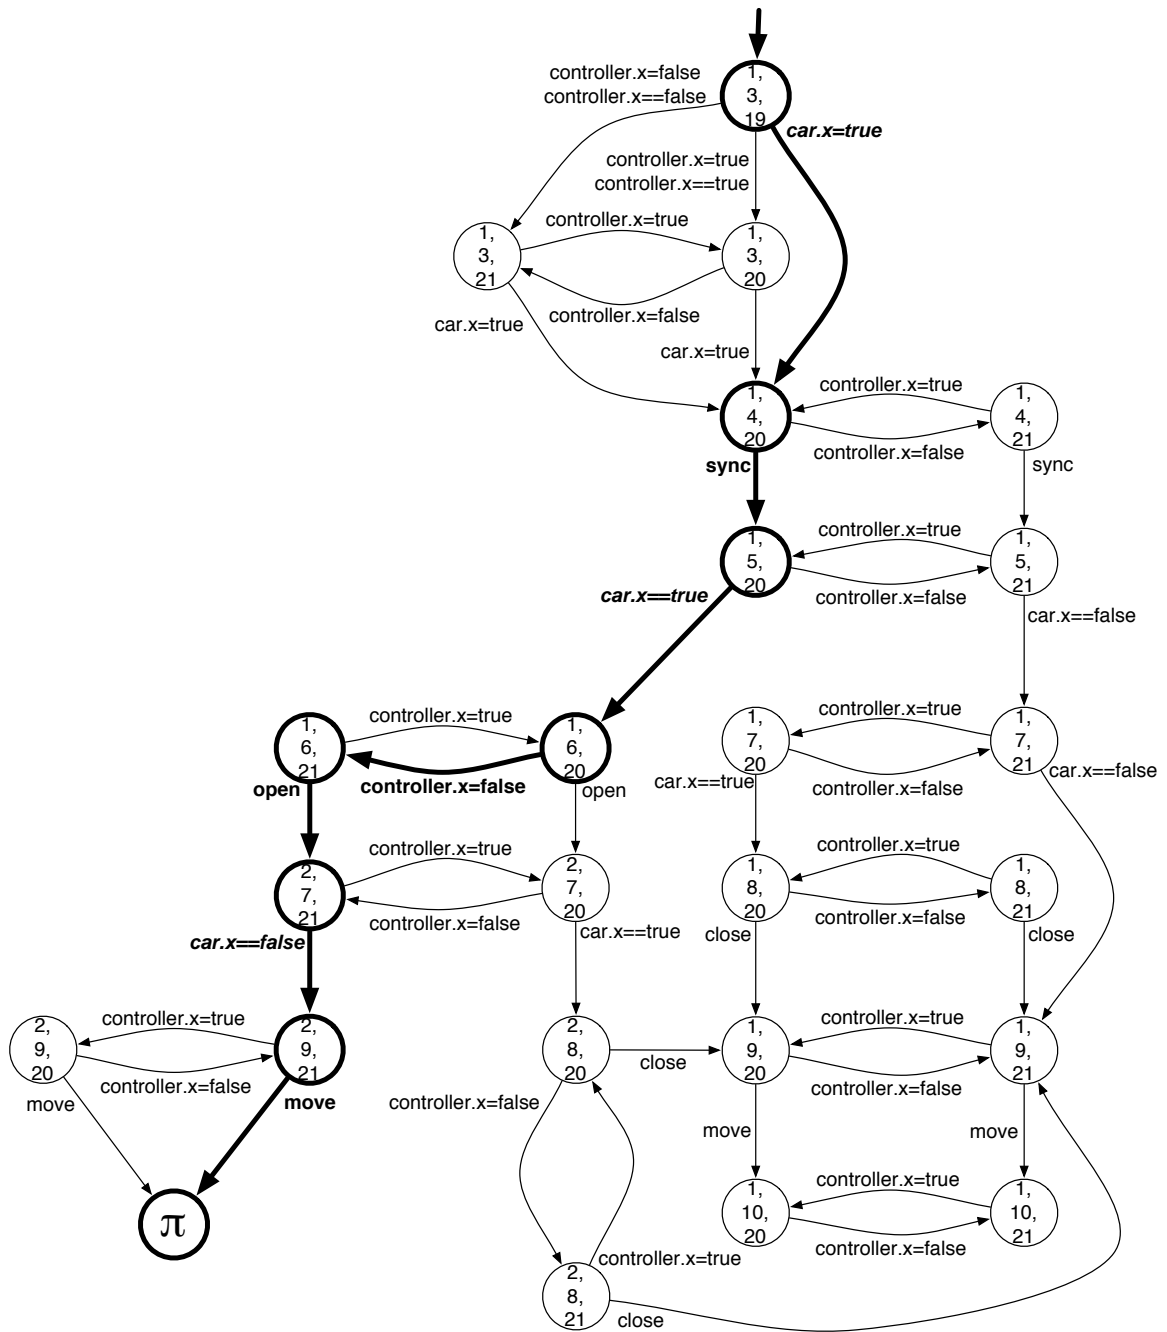 controller.x=false
controller.x==false
1,
3,
19
car.x=true
controller.x=true
controller.x==true
1,
3,
21
controller.x=true
1,
3,
20
controller.x=false
car.x=true
car.x=true
1,
4,
20
controller.x=true
controller.x=false
1,
4,
21
sync
sync
1,
5,
20
controller.x=true
controller.x=false
1,
5,
21
car.x==true
car.x==false
1,
6,
21
controller.x=true
controller.x=false
1,
6,
20
1,
7,
20
controller.x=true
controller.x=false
1,
7,
21
open
open
car.x==true
car.x==false
2,
7,
21
controller.x=true
controller.x=false
2,
7,
20
1,
8,
20
controller.x=true
controller.x=false
1,
8,
21
car.x==false
car.x==true
close
close
2,
9,
20
controller.x=true
controller.x=false
2,
9,
21
2,
8,
20
close
1,
9,
20
controller.x=true
controller.x=false
1,
9,
21
move
move
controller.x=false
move
move
π
1,
10,
20
controller.x=true
controller.x=false
1,
10,
21
controller.x=true
2,
8,
21
close